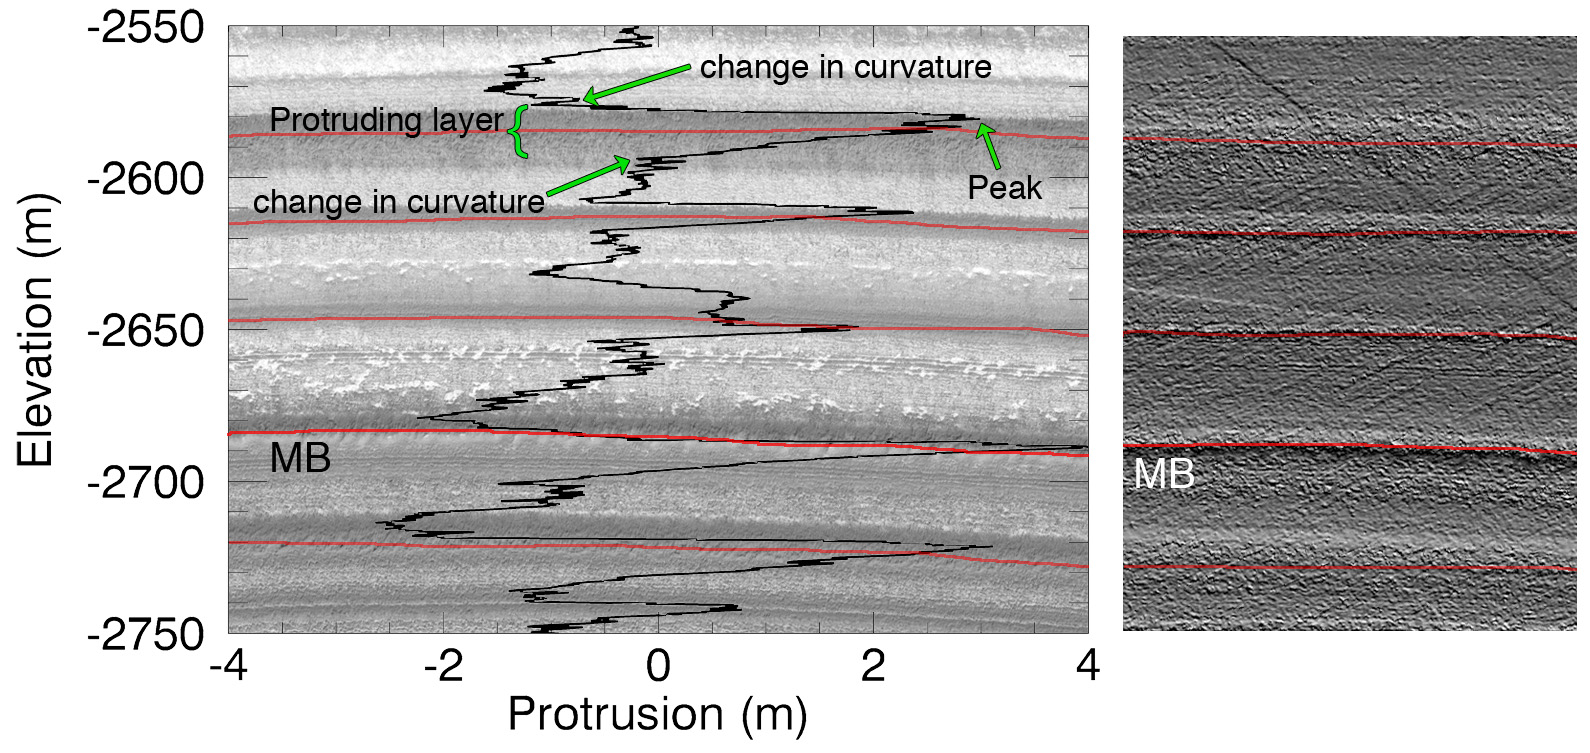 -2550
-2600
-2650
-2700
-2750
Elevation (m)
change in curvature
Protruding layer
Peak
change in curvature
MB
MB
-4 -2 0 2 4
Protrusion (m)